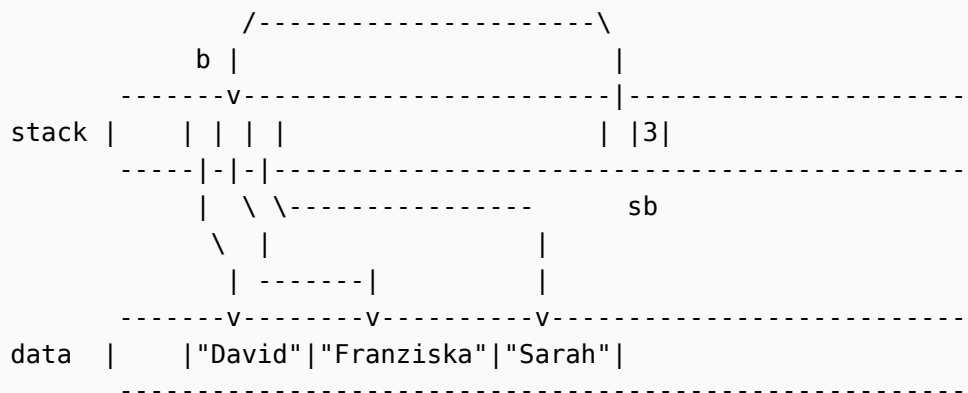 /----------------------\
b |                        |
-------v------------------------|----------------------
stack |    | | | |                    | |3|
-----|-|-|---------------------------------------------
|  \ \----------------      sb
\  |                 |
| -------|          |
-------v--------v----------v---------------------------
data  |    |"David"|"Franziska"|"Sarah"|
-------------------------------------------------------